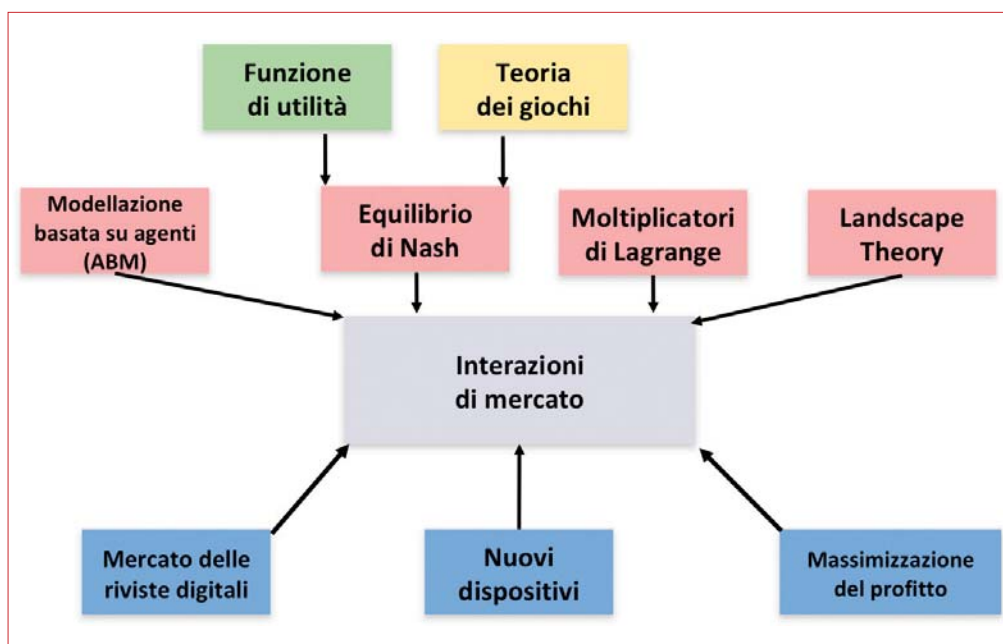 Funzione
di utilità
Teoria
dei giochi
Modellazione
basata su agenti
(ABM)
Equilibrio
di Nash
Moltiplicatori
di Lagrange
Landscape
Theory
Interazioni
di mercato
Mercato delle
riviste digitali
Nuovi
dispositivi
Massimizzazione
del profitto